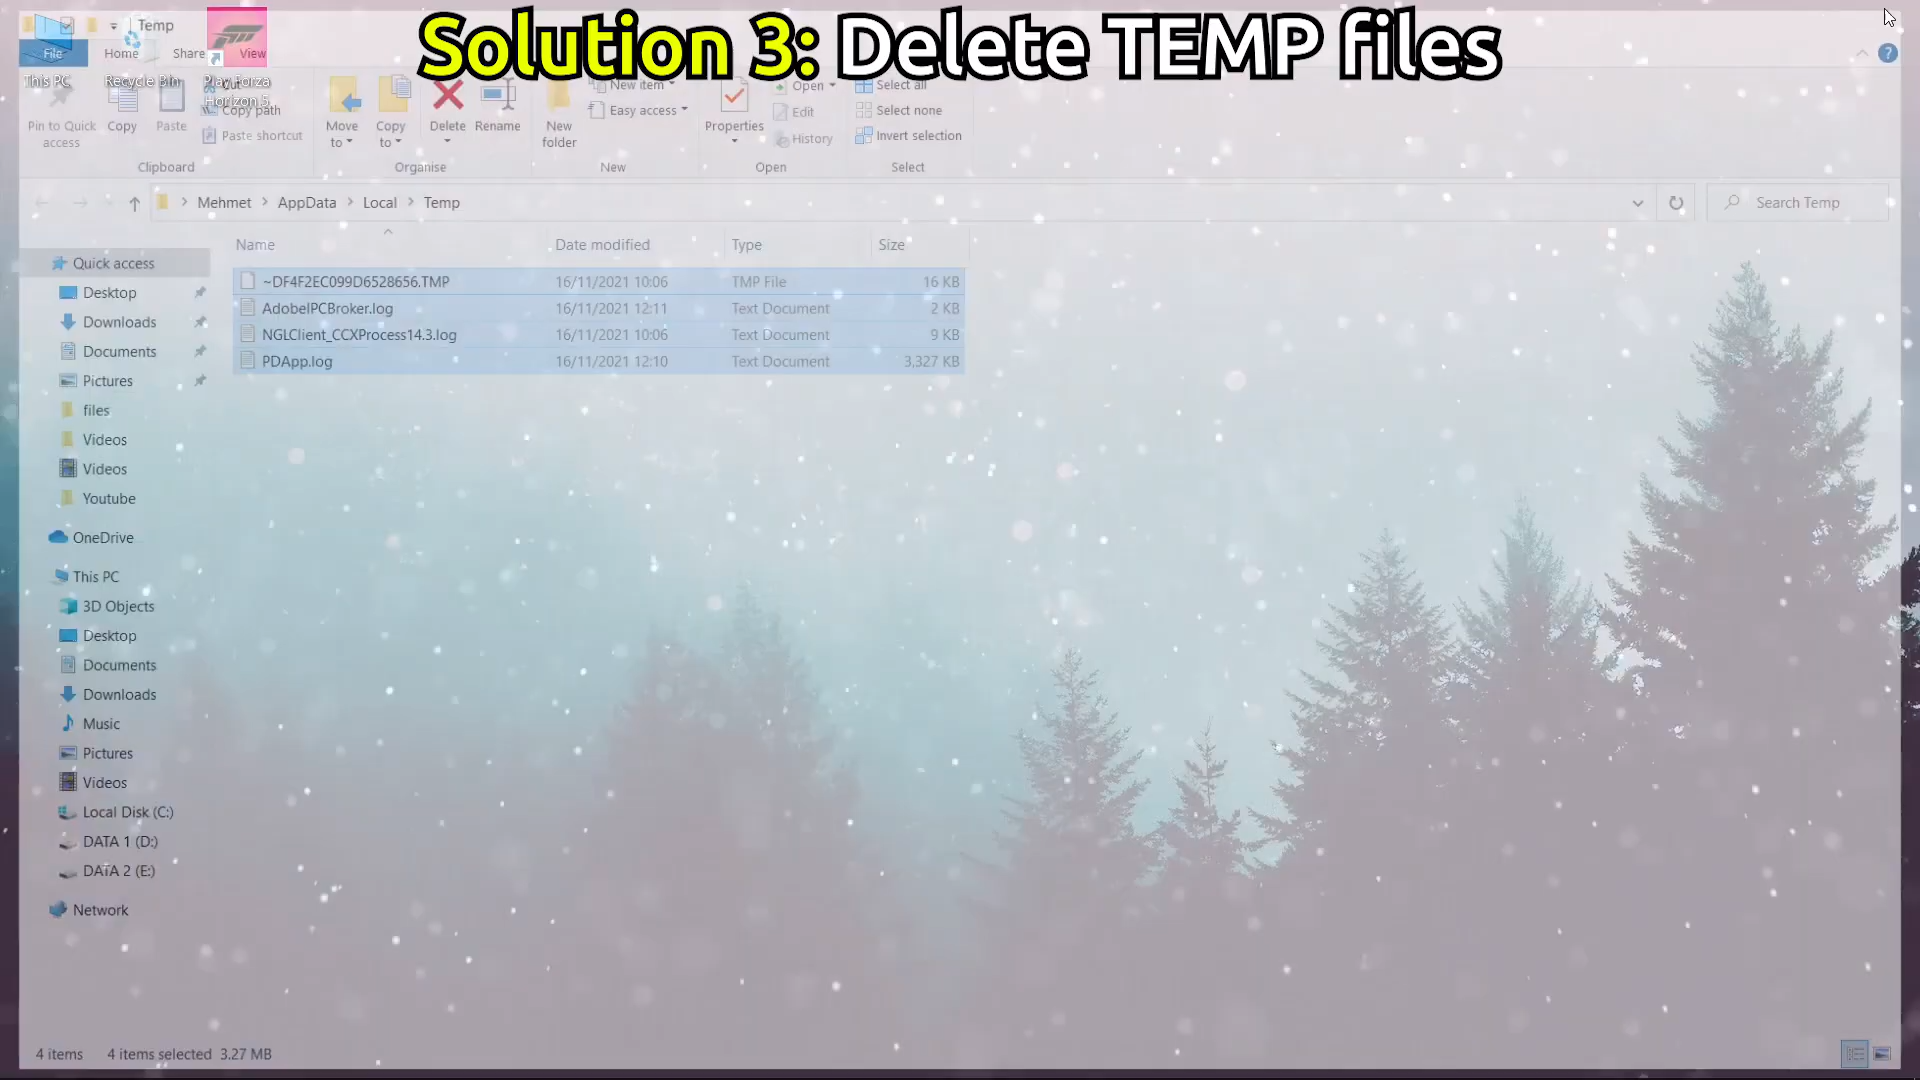 Solution 3: Delete TEMP files
Temp
File
Home
Share
View
This PC
Recycle Bin
Play Forza
Horizon 5
Pin to Quick
access
Copy
Paste
Cut
Copy path
Paste shortcut
Clipboard
Move
to
Copy
to
Delete
Rename
Organise
New
folder
New item
Easy access
New
Properties
Open
Edit
History
Open
Select all
Select none
Invert selection
Select
Mehmet
AppData
Local
Temp
Search Temp
Name
Date modified
Type
Size
~DF4F2EC099D6528656.TMP 16/11/2021 10:06 TMP File 16 KB
AdobeIPCBroker.log 16/11/2021 12:11 Text Document 2 KB
NGLClient_CCXProcess14.3.log 16/11/2021 10:06 Text Document 9 KB
PDApp.log 16/11/2021 12:10 Text Document 3,327 KB
Quick access
Desktop
Downloads
Documents
Pictures
files
Videos
Videos
Youtube
OneDrive
This PC
3D Objects
Desktop
Documents
Downloads
Music
Pictures
Videos
Local Disk (C:)
DATA 1 (D:)
DATA 2 (E:)
Network
4 items 4 items selected 3.27 MB